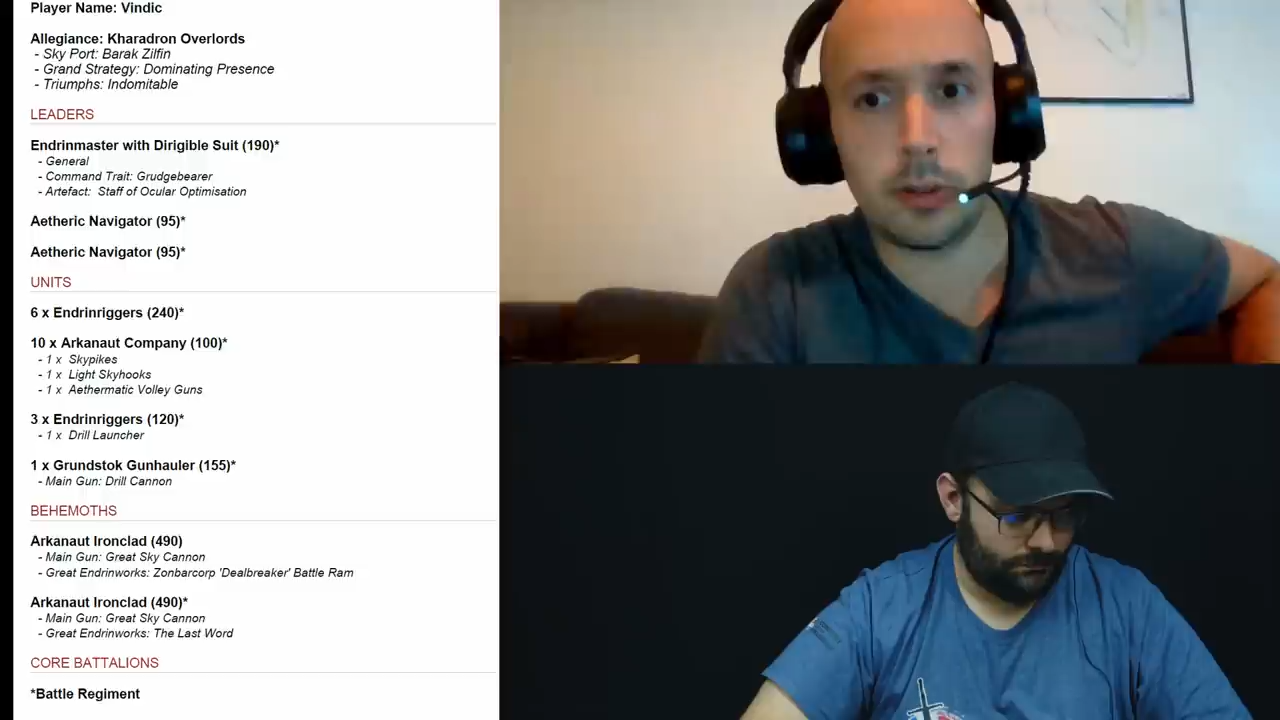 Player Name: Vindic
Allegiance: Kharadron Overlords
- Sky Port: Barak Zilfin
- Grand Strategy: Dominating Presence
- Triumphs: Indomitable
LEADERS
Endrinmaster with Dirigible Suit (190)*
- General
- Command Trait: Grudgebearer
- Artefact: Staff of Ocular Optimisation
Aetheric Navigator (95)*
Aetheric Navigator (95)*
UNITS
6 x Endrinriggers (240)*
10 x Arkanaut Company (100)*
- 1 x Skypikes
- 1 x Light Skyhooks
- 1 x Aethermatic Volley Guns
3 x Endrinriggers (120)*
- 1 x Drill Launcher
1 x Grundstok Gunhauler (155)*
- Main Gun: Drill Cannon
BEHEMOTHS
Arkanaut Ironclad (490)
- Main Gun: Great Sky Cannon
- Great Endrinworks: Zonbarcorp 'Dealbreaker' Battle Ram
Arkanaut Ironclad (490)*
- Main Gun: Great Sky Cannon
- Great Endrinworks: The Last Word
CORE BATTALIONS
*Battle Regiment